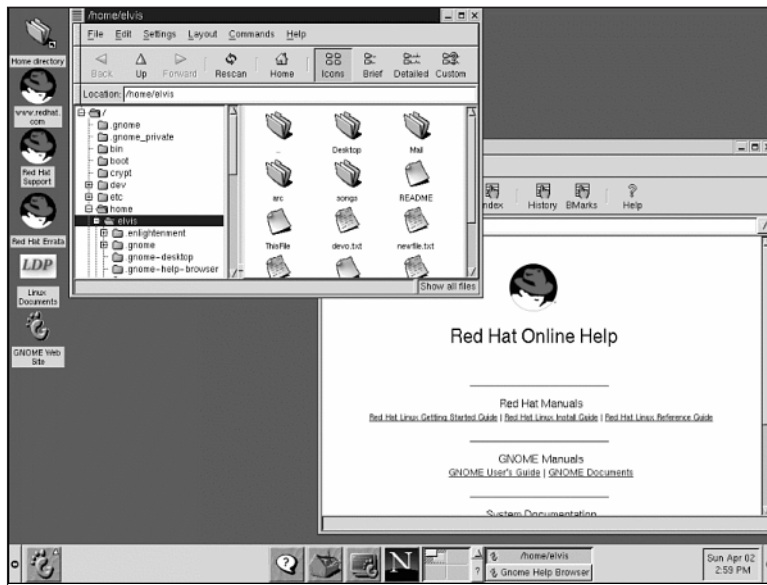 /home/elvis
File Edit Settings Layout Commands Help
Back Up Forward Rescan Home Icons Brief Detailed Custom
Location: /home/elvis
/
.gnome
.gnome_private
bin
boot
crypt
dev
etc
home
elvis
.enlightenment
.gnome
.gnome-desktop
.gnome-help-browser
..
Desktop
Mail
src
songs
README
ThisFile
devo.txt
newfile.txt
Show all files
Home directory
www.redhat.
com
Red Hat
Support
Red Hat Errata
LDP
Linux
Documents
GNOME Web
Site
History BMarks Help
Red Hat Online Help
Red Hat Manuals
Red Hat Linux Getting Started Guide | Red Hat Linux Install Guide | Red Hat Linux Reference Guide
GNOME Manuals
GNOME User's Guide | GNOME Documents
System Documentation
N
?
/home/elvis
Gnome Help Browser
Sun Apr 02
2:59 PM